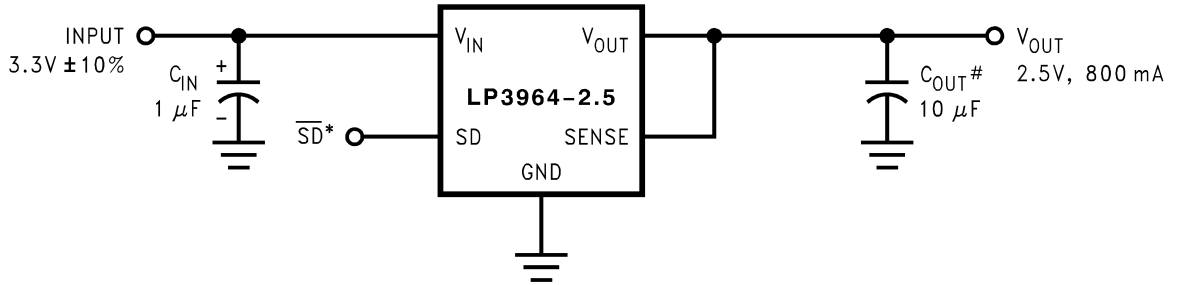 INPUT
3.3V ±10%
C_IN
1 μF
+
−
S̅D̅*
V_IN
V_OUT
LP3964-2.5
SD
SENSE
GND
C_OUT#
10 μF
V_OUT
2.5V, 800 mA